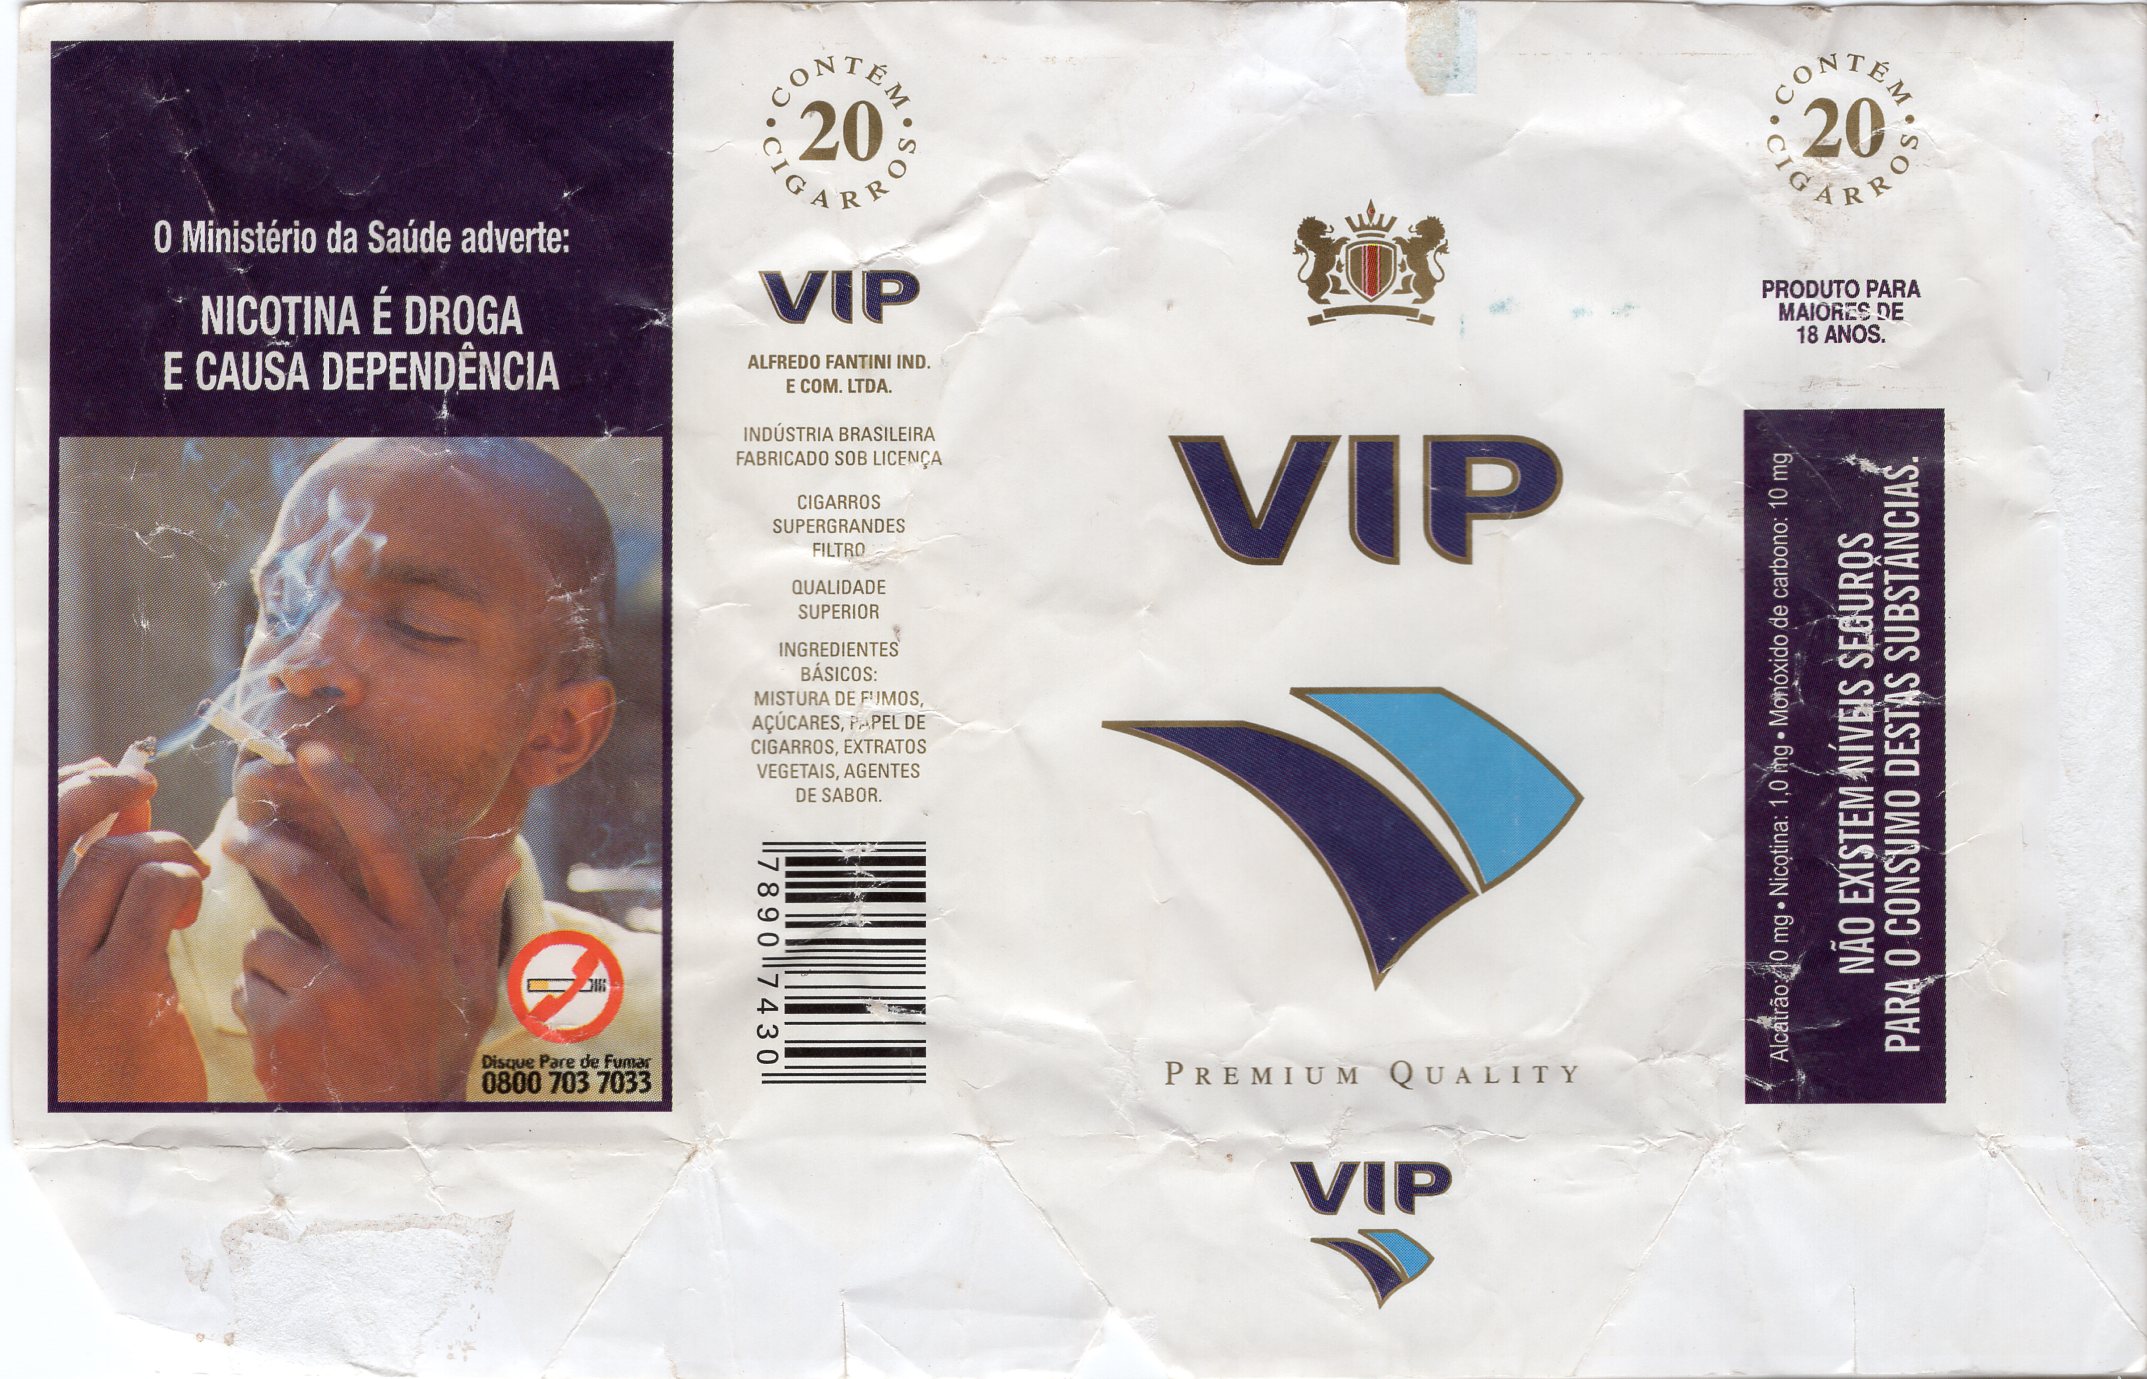 O Ministério da Saúde adverte:
NICOTINA É DROGA
E CAUSA DEPENDÊNCIA
Disque Pare de Fumar
0800 703 7033
CONTÉM
20
CIGARROS
VIP
ALFREDO FANTINI IND.
E COM. LTDA.
INDÚSTRIA BRASILEIRA
FABRICADO SOB LICENÇA
CIGARROS
SUPERGRANDES
FILTRO
QUALIDADE
SUPERIOR
INGREDIENTES
BÁSICOS:
MISTURA DE FUMOS,
AÇÚCARES, PAPEL DE
CIGARROS, EXTRATOS
VEGETAIS, AGENTES
DE SABOR.
7890 7430
VIP
PREMIUM QUALITY
VIP
CONTÉM
20
CIGARROS
PRODUTO PARA
MAIORES DE
18 ANOS.
Alcatrão: 10 mg • Nicotina: 1,0 mg • Monóxido de carbono: 10 mg
NÃO EXISTEM NÍVEIS SEGUROS
PARA O CONSUMO DESTAS SUBSTÂNCIAS.